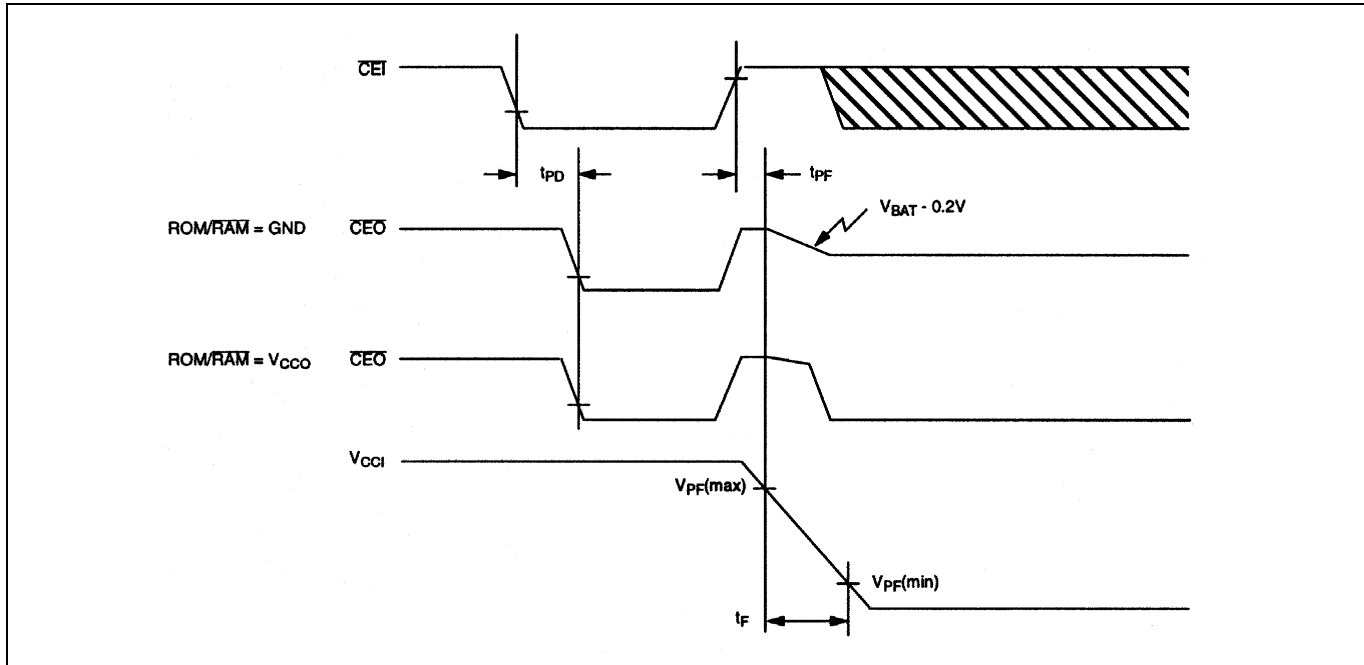 CEI
tPD
tPF
VBAT - 0.2V
ROM/RAM = GND CEO
ROM/RAM = VCCO CEO
VCCI
VPF(max)
VPF(min)
tF